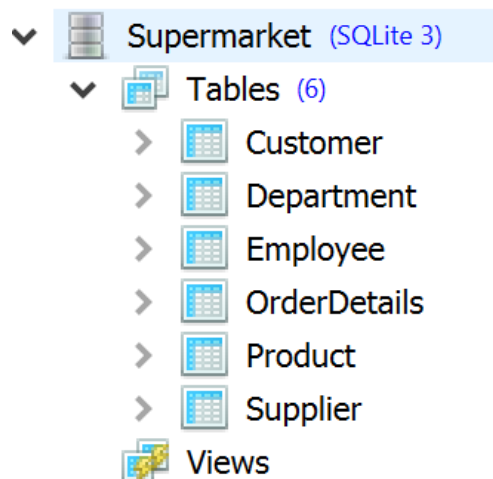 Supermarket (SQLite 3)
Tables (6)
Customer
Department
Employee
OrderDetails
Product
Supplier
Views